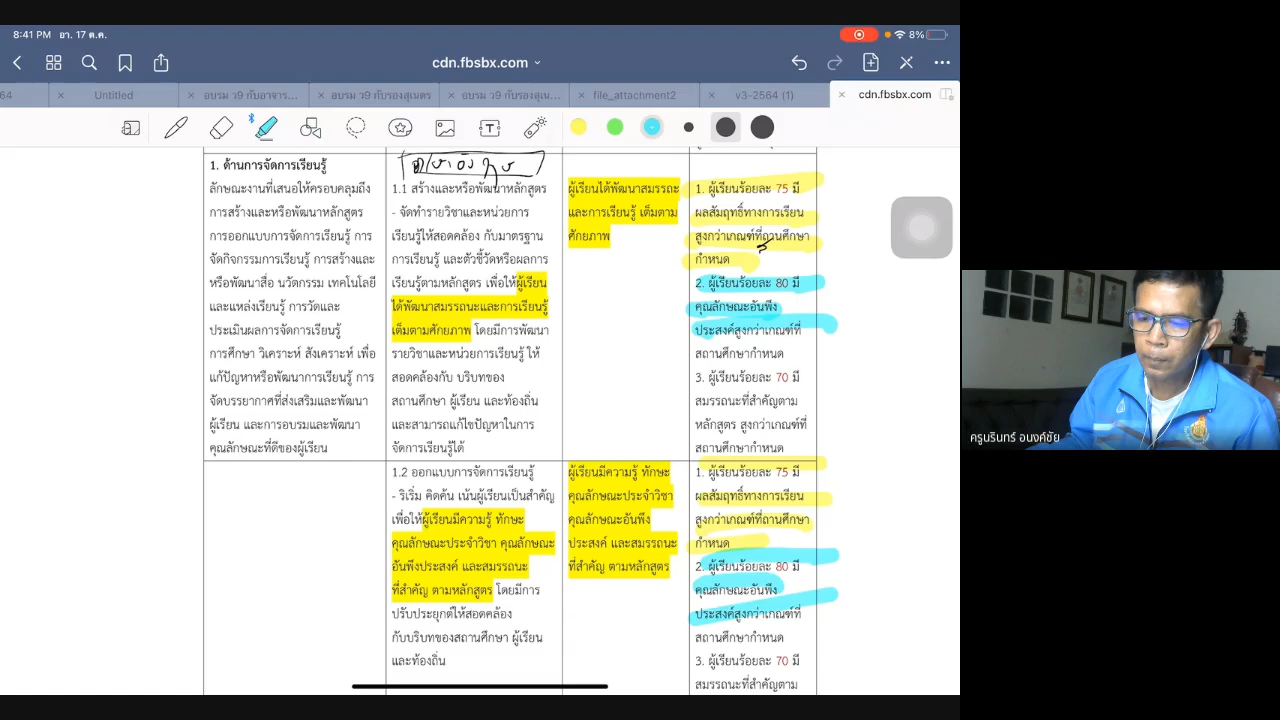 8:41 PM อา. 17 ต.ค.
8%
cdn.fbsbx.com
64
Untitled
อบรม ว9 กับอาจาร...
อบรม ว9 กับรองสุเนตร
อบรม ว9 กับรองสุเน...
file_attachment2
v3-2564 (1)
cdn.fbsbx.com
1. ด้านการจัดการเรียนรู้
ลักษณะงานที่เสนอให้ครอบคลุมถึง
การสร้างและหรือพัฒนาหลักสูตร
การออกแบบการจัดการเรียนรู้ การ
จัดกิจกรรมการเรียนรู้ การสร้างและ
หรือพัฒนาสื่อ นวัตกรรม เทคโนโลยี
และแหล่งเรียนรู้ การวัดและ
ประเมินผลการจัดการเรียนรู้
การศึกษา วิเคราะห์ สังเคราะห์ เพื่อ
แก้ปัญหาหรือพัฒนาการเรียนรู้ การ
จัดบรรยากาศที่ส่งเสริมและพัฒนา
ผู้เรียน และการอบรมและพัฒนา
คุณลักษณะที่ดีของผู้เรียน
1.1 สร้างและหรือพัฒนาหลักสูตร
- จัดทำรายวิชาและหน่วยการ
เรียนรู้ให้สอดคล้อง กับมาตรฐาน
การเรียนรู้ และตัวชี้วัดหรือผลการ
เรียนรู้ตามหลักสูตร เพื่อให้ผู้เรียน
ได้พัฒนาสมรรถนะและการเรียนรู้
เต็มตามศักยภาพ โดยมีการพัฒนา
รายวิชาและหน่วยการเรียนรู้ ให้
สอดคล้องกับ บริบทของ
สถานศึกษา ผู้เรียน และท้องถิ่น
และสามารถแก้ไขปัญหาในการ
จัดการเรียนรู้ได้
ผู้เรียนได้พัฒนาสมรรถะ
และการเรียนรู้ เต็มตาม
ศักยภาพ
1. ผู้เรียนร้อยละ 75 มี
ผลสัมฤทธิ์ทางการเรียน
สูงกว่าเกณฑ์ที่ถานศึกษา
กำหนด
2. ผู้เรียนร้อยละ 80 มี
คุณลักษณะอันพึง
ประสงค์สูงกว่าเกณฑ์ที่
สถานศึกษากำหนด
3. ผู้เรียนร้อยละ 70 มี
สมรรถนะที่สำคัญตาม
หลักสูตร สูงกว่าเกณฑ์ที่
สถานศึกษากำหนด
1.2 ออกแบบการจัดการเรียนรู้
- ริเริ่ม คิดค้น เน้นผู้เรียนเป็นสำคัญ
เพื่อให้ผู้เรียนมีความรู้ ทักษะ
คุณลักษณะประจำวิชา คุณลักษณะ
อันพึงประสงค์ และสมรรถนะ
ที่สำคัญ ตามหลักสูตร โดยมีการ
ปรับประยุกต์ให้สอดคล้อง
กับบริบทของสถานศึกษา ผู้เรียน
และท้องถิ่น
ผู้เรียนมีความรู้ ทักษะ
คุณลักษณะประจำวิชา
คุณลักษณะอันพึง
ประสงค์ และสมรรถนะ
ที่สำคัญ ตามหลักสูตร
1. ผู้เรียนร้อยละ 75 มี
ผลสัมฤทธิ์ทางการเรียน
สูงกว่าเกณฑ์ที่ถานศึกษา
กำหนด
2. ผู้เรียนร้อยละ 80 มี
คุณลักษณะอันพึง
ประสงค์สูงกว่าเกณฑ์ที่
สถานศึกษากำหนด
3. ผู้เรียนร้อยละ 70 มี
สมรรถนะที่สำคัญตาม
ครูนรินทร์ อนงค์ชัย